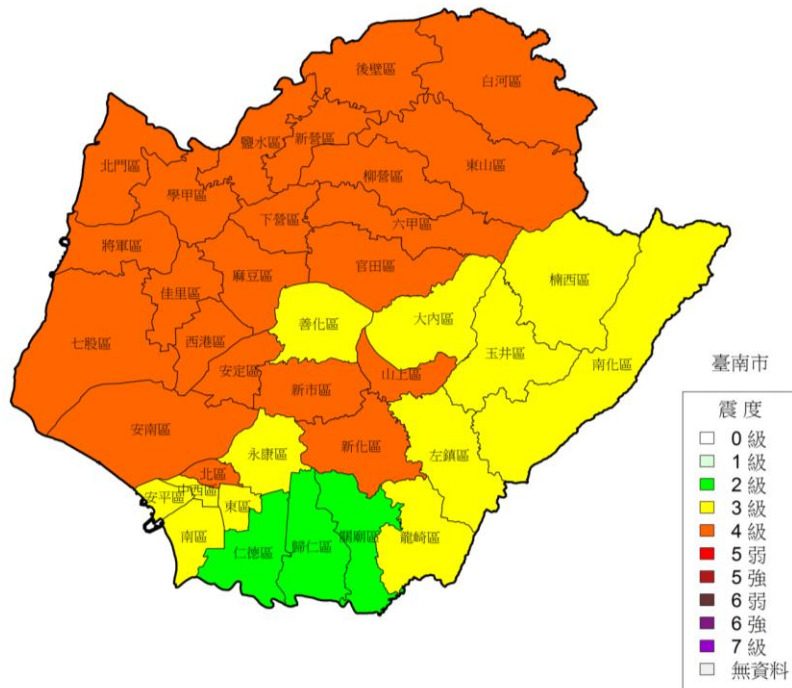 後壁區
白河區
鹽水區
新營區
北門區
東山區
柳營區
學甲區
下營區
六甲區
將軍區
官田區
麻豆區
楠西區
佳里區
大內區
善化區
七股區
西港區
玉井區
南化區
安定區
山上區
新市區
安南區
永康區
新化區
左鎮區
北區
中西區
安平區
東區
南區
關廟區
龍崎區
歸仁區
仁德區
臺南市
震度
0級
1級
2級
3級
4級
5弱
5強
6弱
6強
7級
無資料